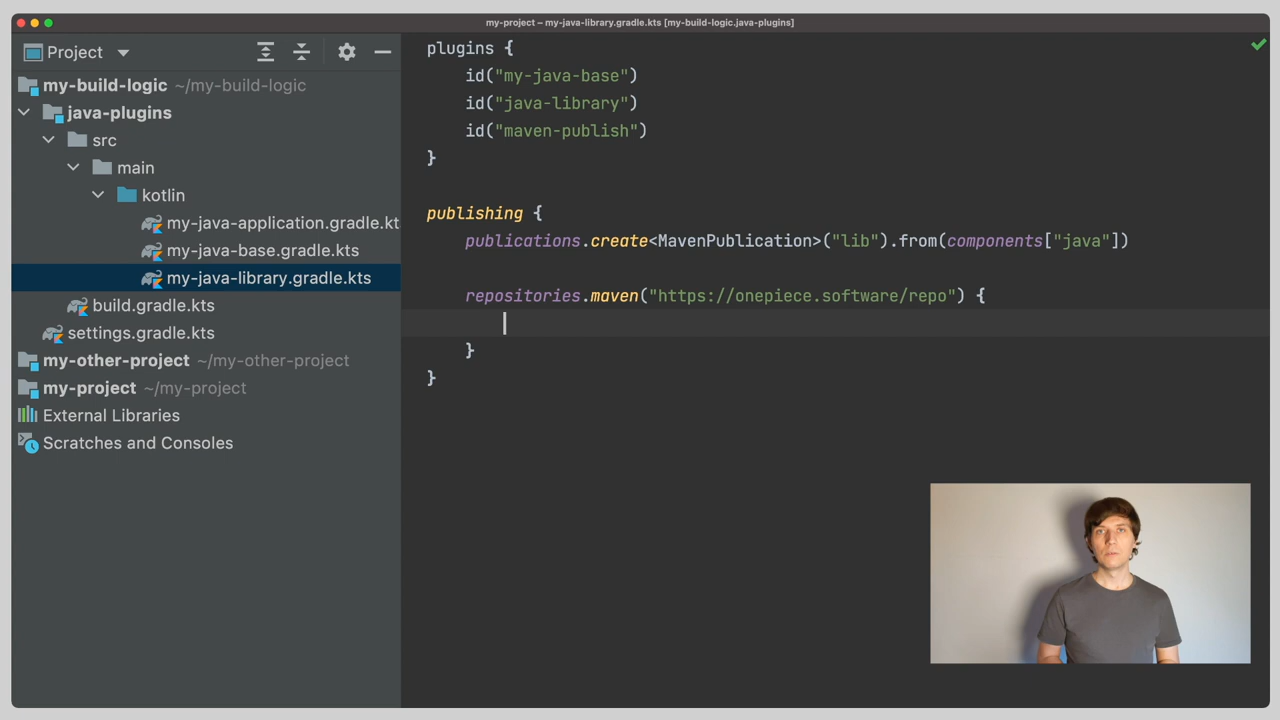 my-project – my-java-library.gradle.kts [my-build-logic.java-plugins]
Project
my-build-logic ~/my-build-logic
java-plugins
src
main
kotlin
my-java-application.gradle.kt
my-java-base.gradle.kts
my-java-library.gradle.kts
build.gradle.kts
settings.gradle.kts
my-other-project ~/my-other-project
my-project ~/my-project
External Libraries
Scratches and Consoles
plugins {
id("my-java-base")
id("java-library")
id("maven-publish")
}
publishing {
publications.create<MavenPublication>("lib").from(components["java"])
repositories.maven("https://onepiece.software/repo") {
}
}